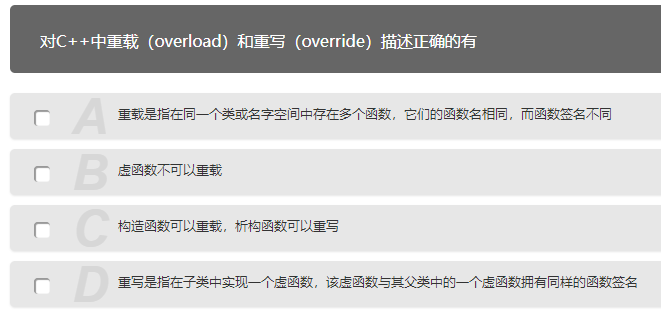 对C++中重载（overload）和重写（override）描述正确的有
A 重载是指在同一个类或名字空间中存在多个函数，它们的函数名相同，而函数签名不同
B 虚函数不可以重载
C 构造函数可以重载，析构函数可以重写
D 重写是指在子类中实现一个虚函数，该虚函数与其父类中的一个虚函数拥有同样的函数签名